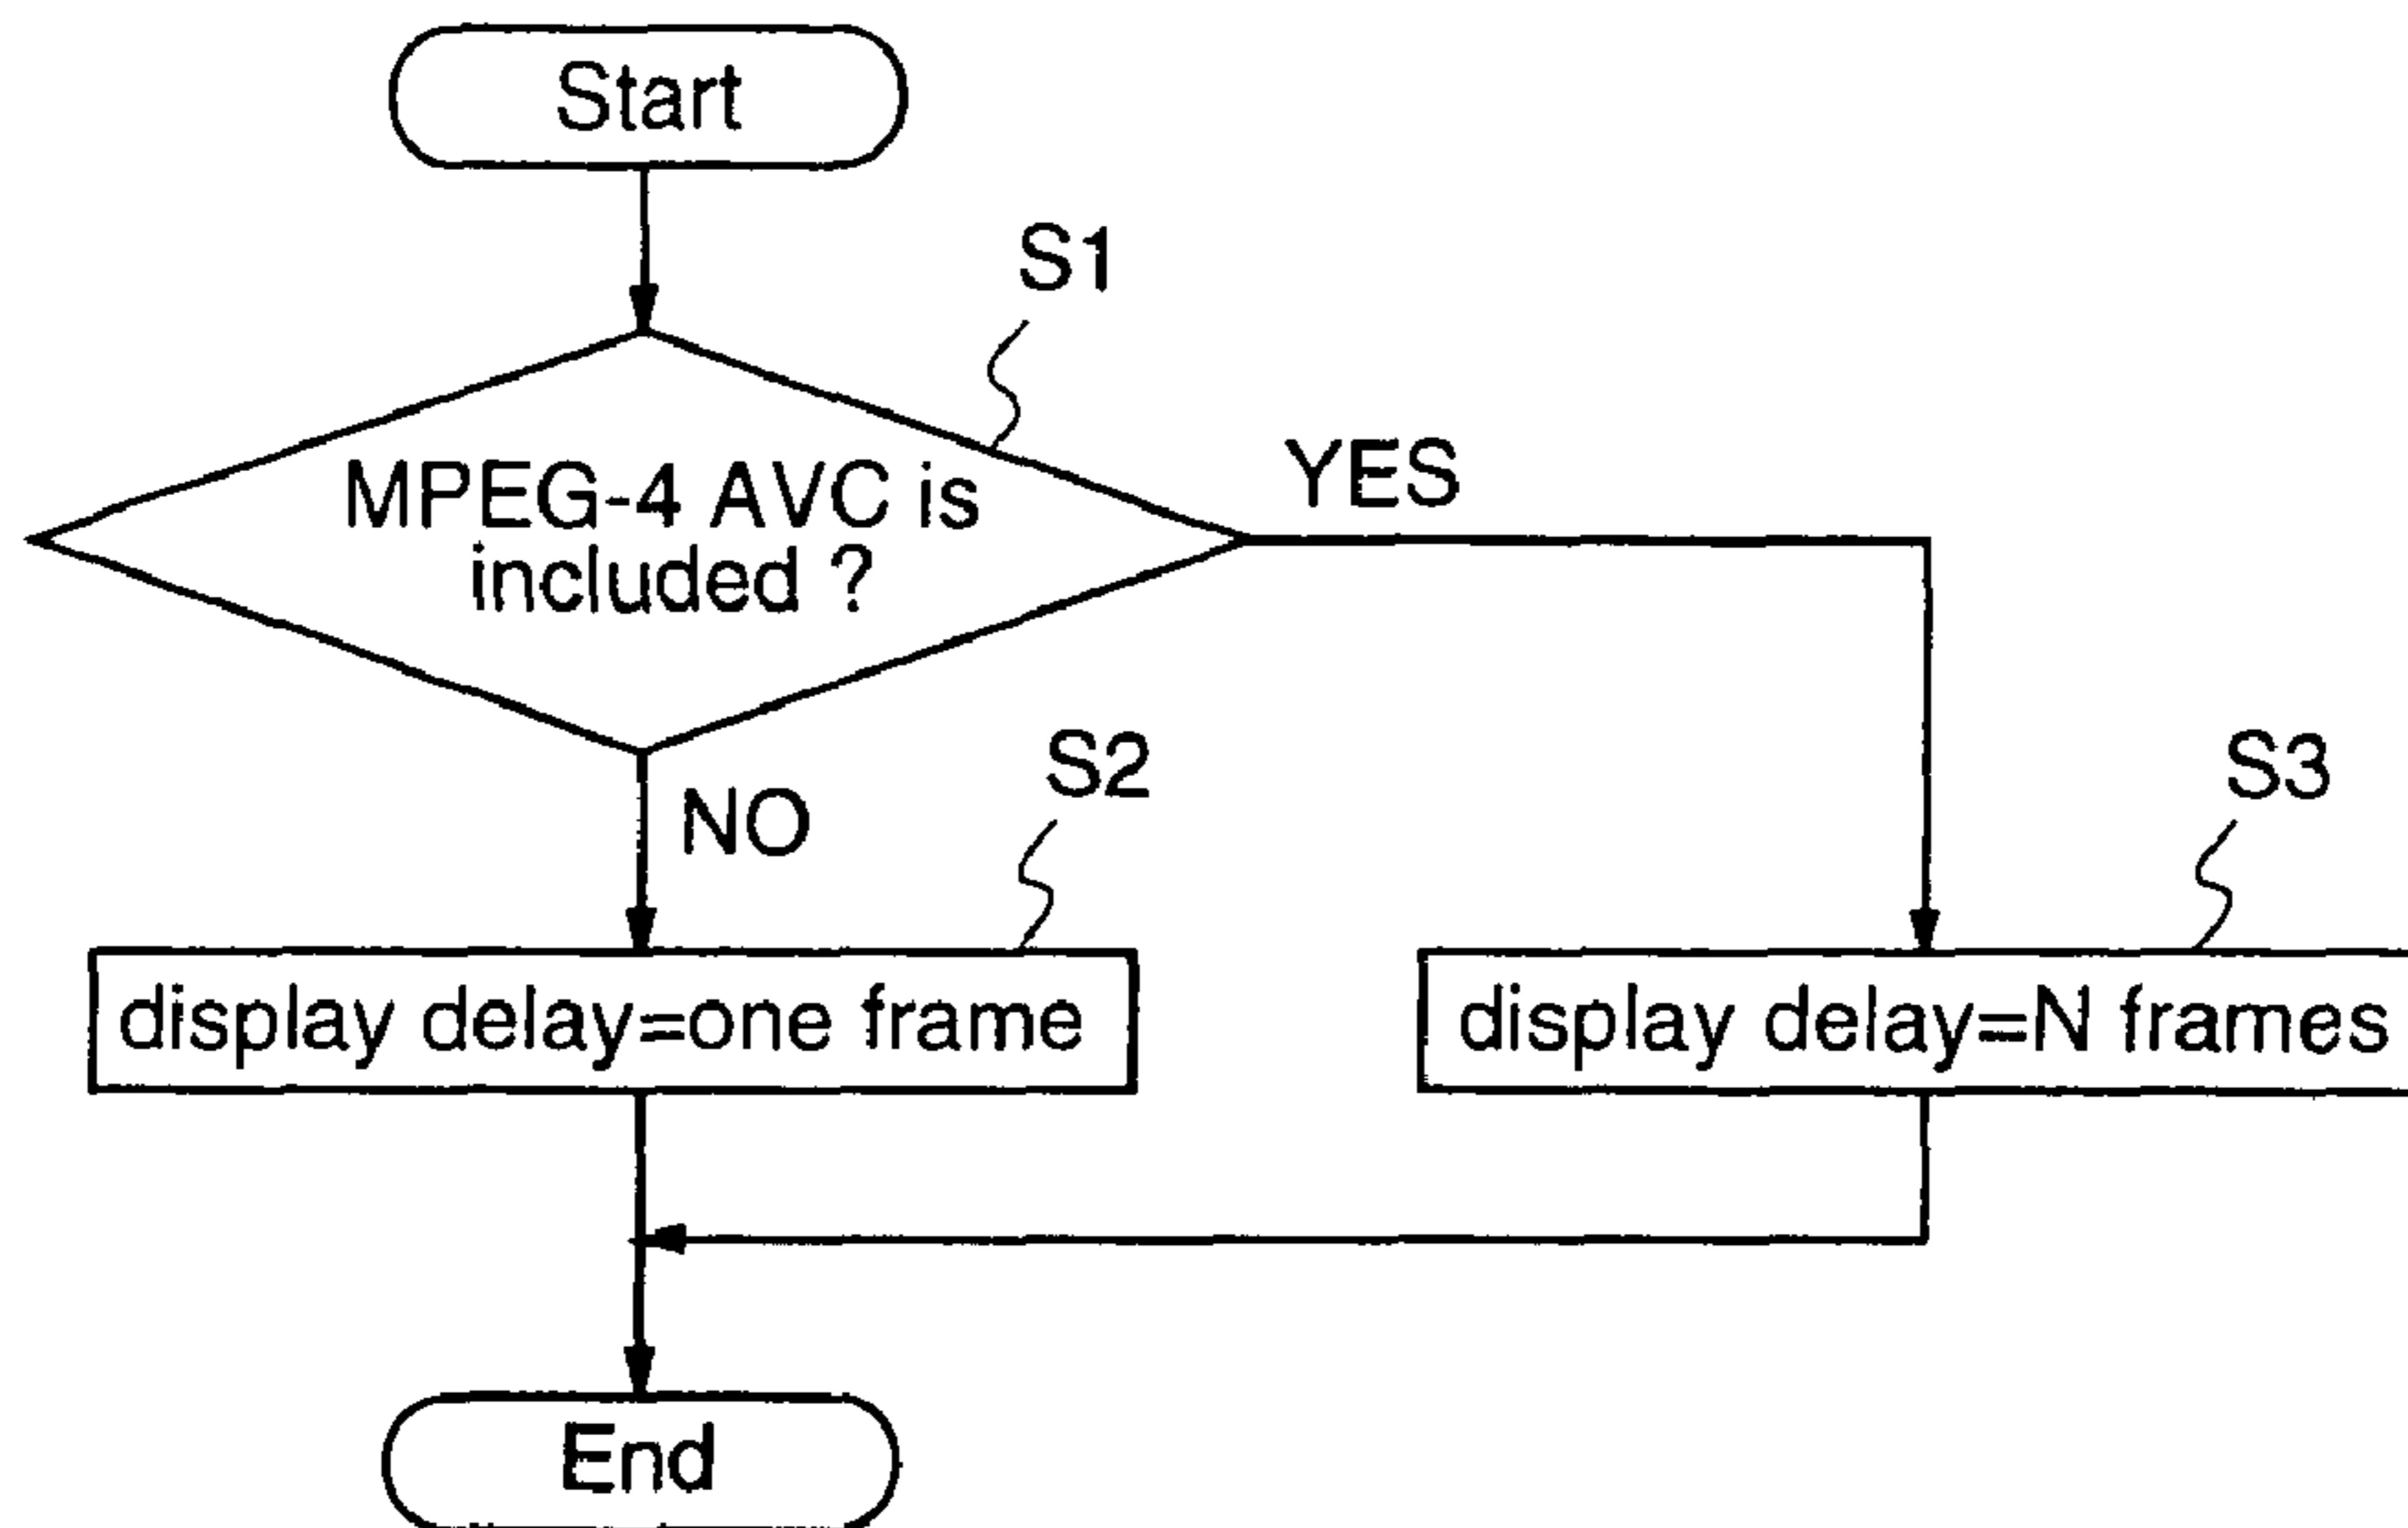 Start
S1
MPEG-4 AVC is
included ?
YES
NO
S2
S3
display delay=one frame
display delay=N frames
End